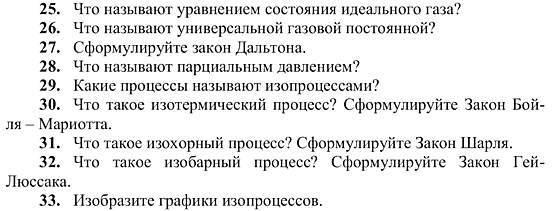 25. Что называют уравнением состояния идеального газа?
26. Что называют универсальной газовой постоянной?
27. Сформулируйте закон Дальтона.
28. Что называют парциальным давлением?
29. Какие процессы называют изопроцессами?
30. Что такое изотермический процесс? Сформулируйте Закон Бой-
ля – Мариотта.
31. Что такое изохорный процесс? Сформулируйте Закон Шарля.
32. Что такое изобарный процесс? Сформулируйте Закон Гей-
Люссака.
33. Изобразите графики изопроцессов.